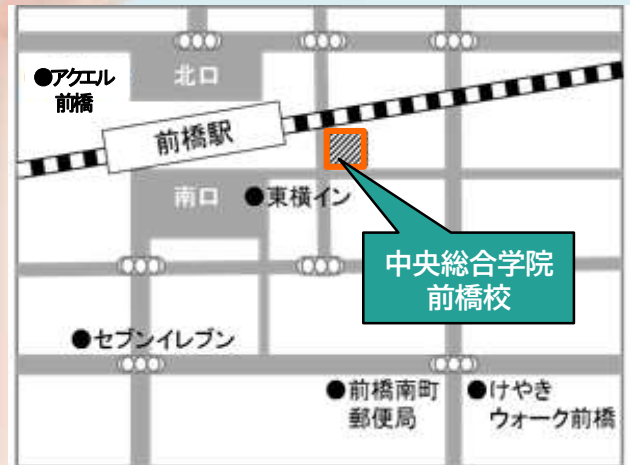 ●アクエル
前橋
北口
前橋駅
南口
●東横イン
中央総合学院
前橋校
●セブンイレブン
●前橋南町
郵便局
●けやき
ウォーク前橋